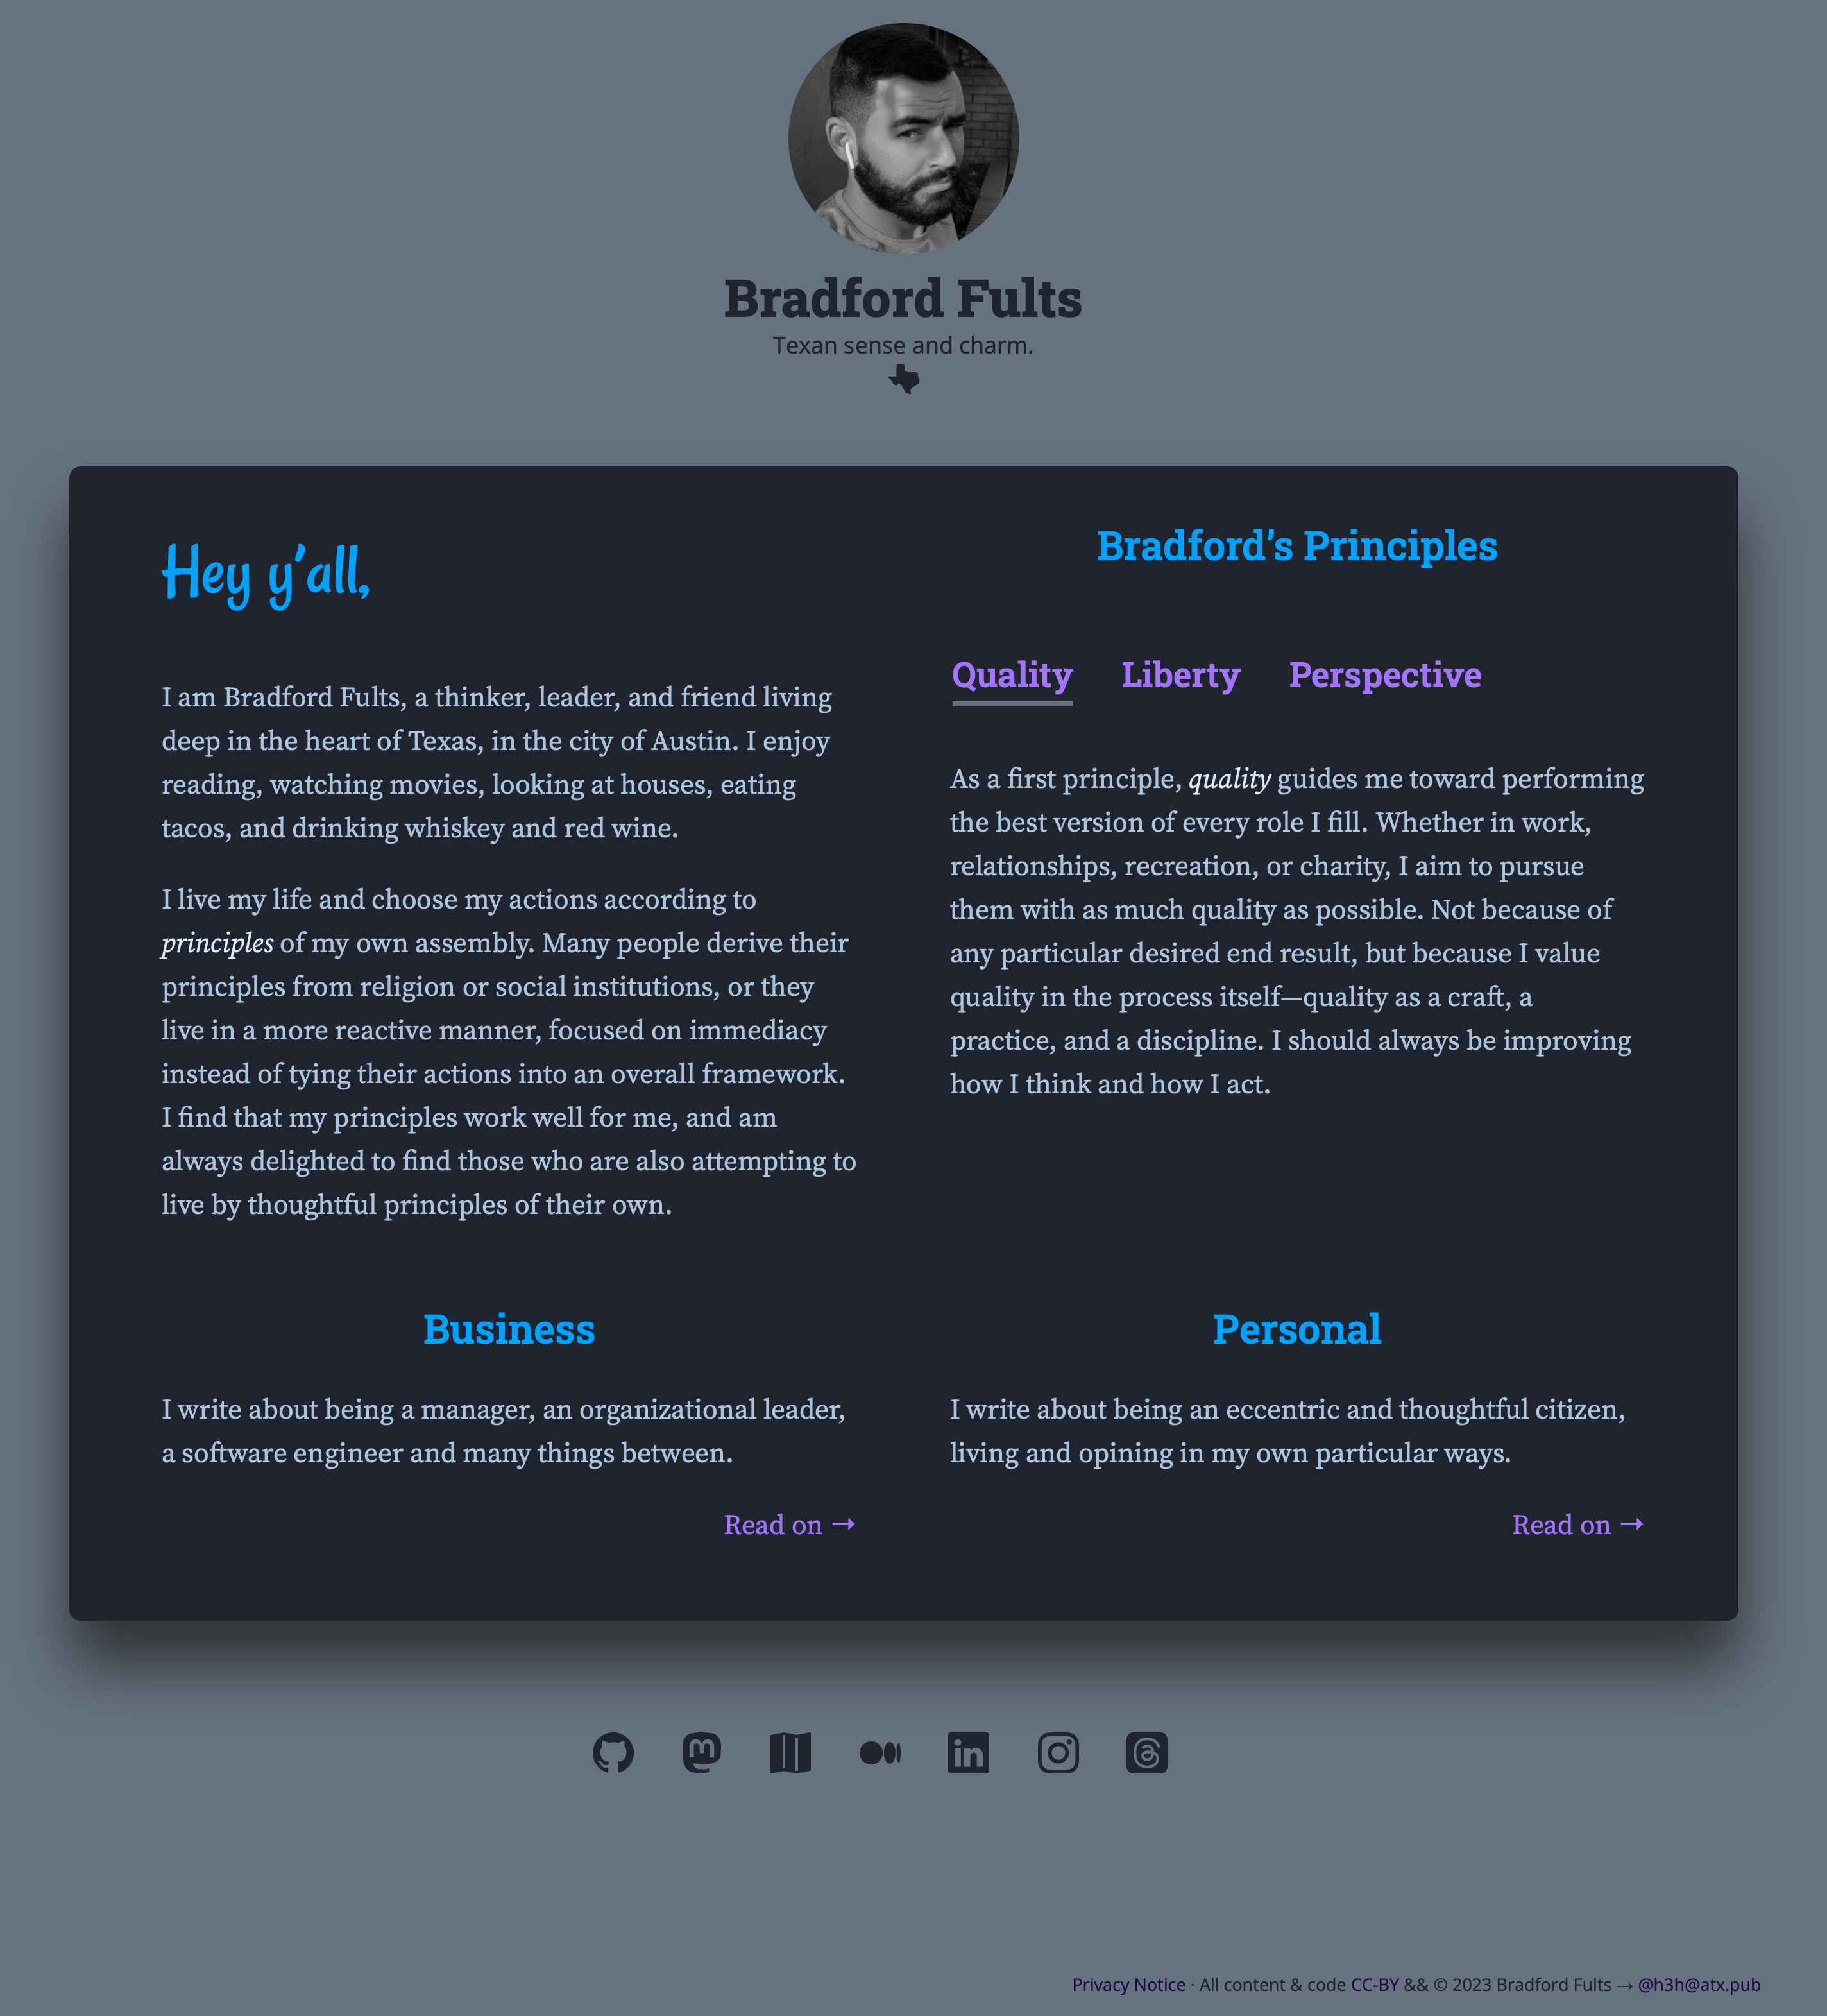 Bradford Fults
Texan sense and charm.
Hey y’all,
I am Bradford Fults, a thinker, leader, and friend living
deep in the heart of Texas, in the city of Austin. I enjoy
reading, watching movies, looking at houses, eating
tacos, and drinking whiskey and red wine.
I live my life and choose my actions according to
principles of my own assembly. Many people derive their
principles from religion or social institutions, or they
live in a more reactive manner, focused on immediacy
instead of tying their actions into an overall framework.
I find that my principles work well for me, and am
always delighted to find those who are also attempting to
live by thoughtful principles of their own.
Bradford’s Principles
Quality Liberty Perspective
As a first principle, quality guides me toward performing
the best version of every role I fill. Whether in work,
relationships, recreation, or charity, I aim to pursue
them with as much quality as possible. Not because of
any particular desired end result, but because I value
quality in the process itself—quality as a craft, a
practice, and a discipline. I should always be improving
how I think and how I act.
Business
I write about being a manager, an organizational leader,
a software engineer and many things between.
Read on →
Personal
I write about being an eccentric and thoughtful citizen,
living and opining in my own particular ways.
Read on →
Privacy Notice · All content & code CC-BY && © 2023 Bradford Fults → @h3h@atx.pub